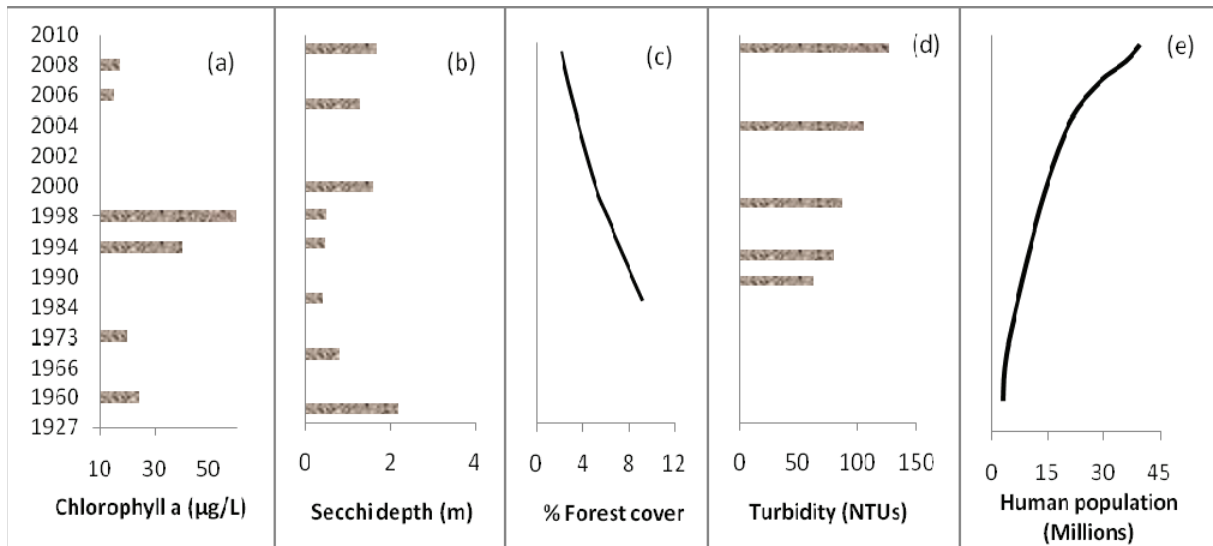 2010
2008
2006
2004
2002
2000
1998
1994
1990
1984
1973
1966
1960
1927
(a)
10 30 50
Chlorophyll a (µg/L)
(b)
0 2 4
Secchi depth (m)
(c)
0 4 8 12
% Forest cover
(d)
0 50 100 150
Turbidity (NTUs)
(e)
0 15 30 45
Human population
(Millions)